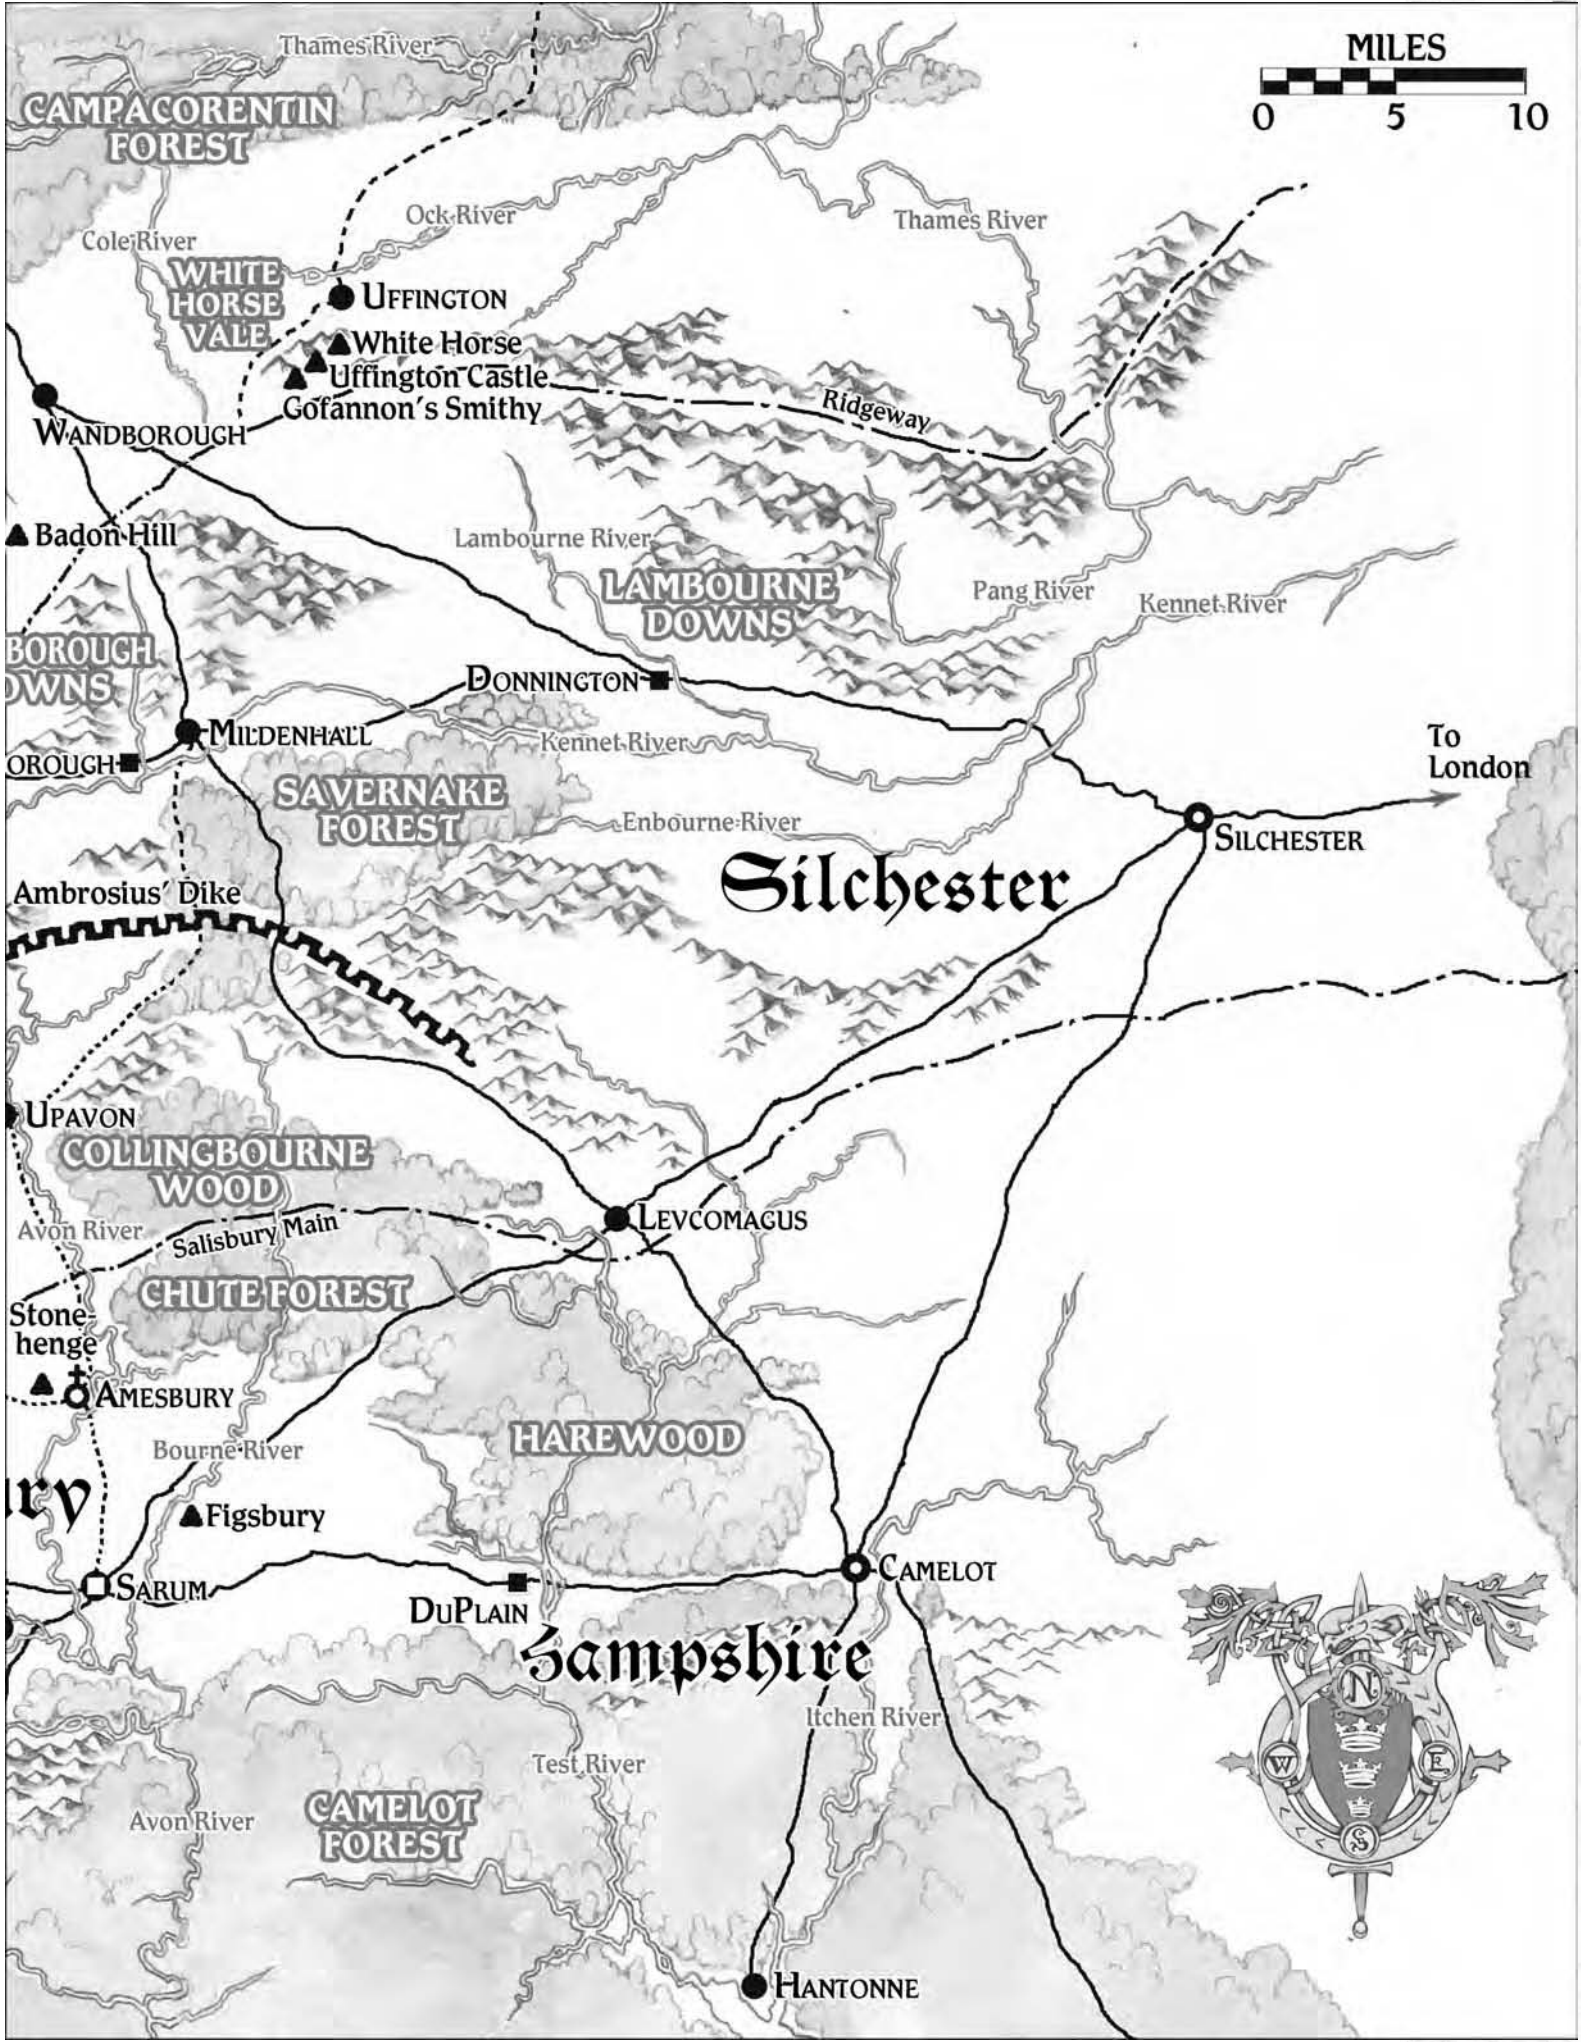 Thames River
MILES
0 5 10
CAMPACORENTIN
FOREST
Ock River
Thames River
Cole River
WHITE
HORSE
VALE
UFFINGTON
White Horse
Uffington Castle
Gofannon's Smithy
Ridgeway
WANDBOROUGH
Badon Hill
Lambourne River
LAMBOURNE
DOWNS
Pang River
Kennet River
BOROUGH
OWNS
DONNINGTON
MILDENHALL
Kennet River
OROUGH
To
London
SAVERNAKE
FOREST
Enbourne River
SILCHESTER
Silchester
Ambrosius' Dike
UPAVON
COLLINGBOURNE
WOOD
Avon River
Salisbury Main
LEVCOMAGUS
CHUTE FOREST
Stone-
henge
AMESBURY
HAREWOOD
Bourne River
ury
Figsbury
CAMELOT
SARUM
DUPLAIN
Hampshire
N
Itchen River
Test River
W
E
CAMELOT
FOREST
Avon River
S
HANTONNE